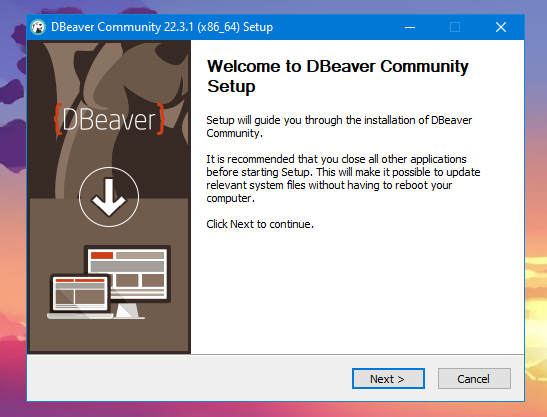 DBeaver Community 22.3.1 (x86_64) Setup
{DBeaver}
Welcome to DBeaver Community
Setup
Setup will guide you through the installation of DBeaver
Community.
It is recommended that you close all other applications
before starting Setup. This will make it possible to update
relevant system files without having to reboot your
computer.
Click Next to continue.
Next >
Cancel